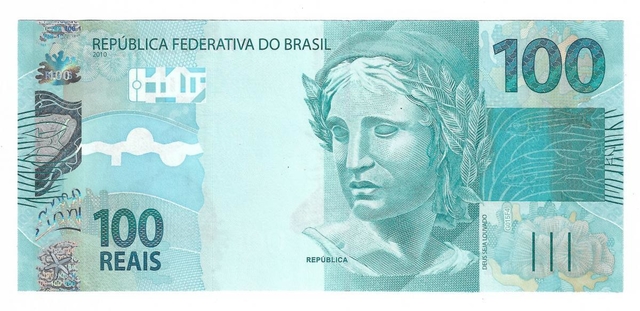 REPÚBLICA FEDERATIVA DO BRASIL
2010
100
100
REAIS
REPÚBLICA
DEUS SEJA LOUVADO